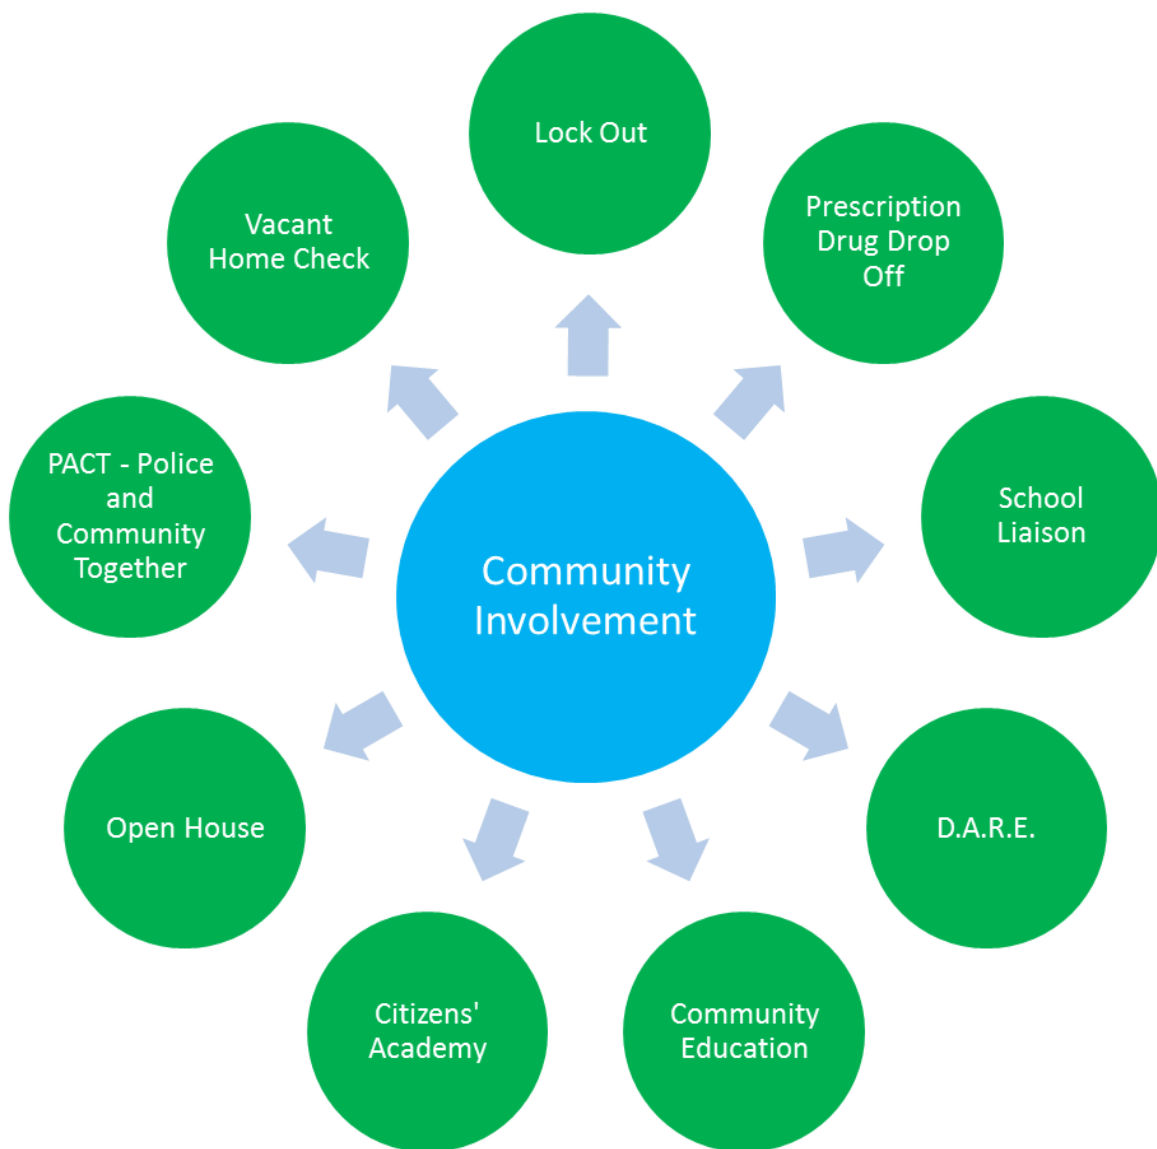 Lock Out
Prescription
Drug Drop
Off
School
Liaison
D.A.R.E.
Community
Education
Citizens'
Academy
Open House
PACT - Police
and
Community
Together
Vacant
Home Check
Community
Involvement